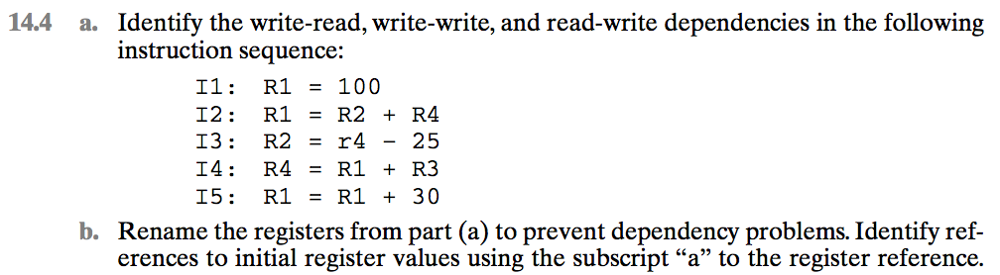 14.4 a. Identify the write-read, write-write, and read-write dependencies in the following
instruction sequence:
I1: R1 = 100
I2: R1 = R2 + R4
I3: R2 = r4 - 25
I4: R4 = R1 + R3
I5: R1 = R1 + 30
b. Rename the registers from part (a) to prevent dependency problems. Identify ref-
erences to initial register values using the subscript “a” to the register reference.